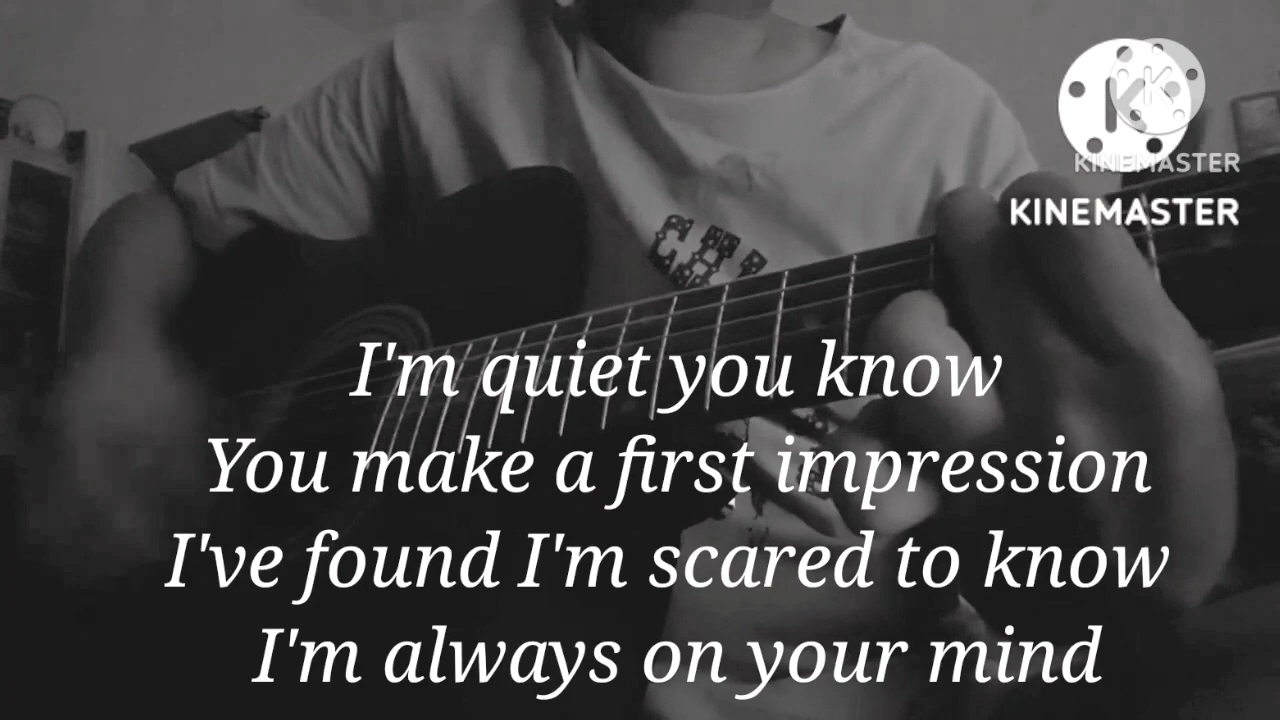 KINEMASTER
KINEMASTER
I'm quiet you know
You make a first impression
I've found I'm scared to know
I'm always on your mind